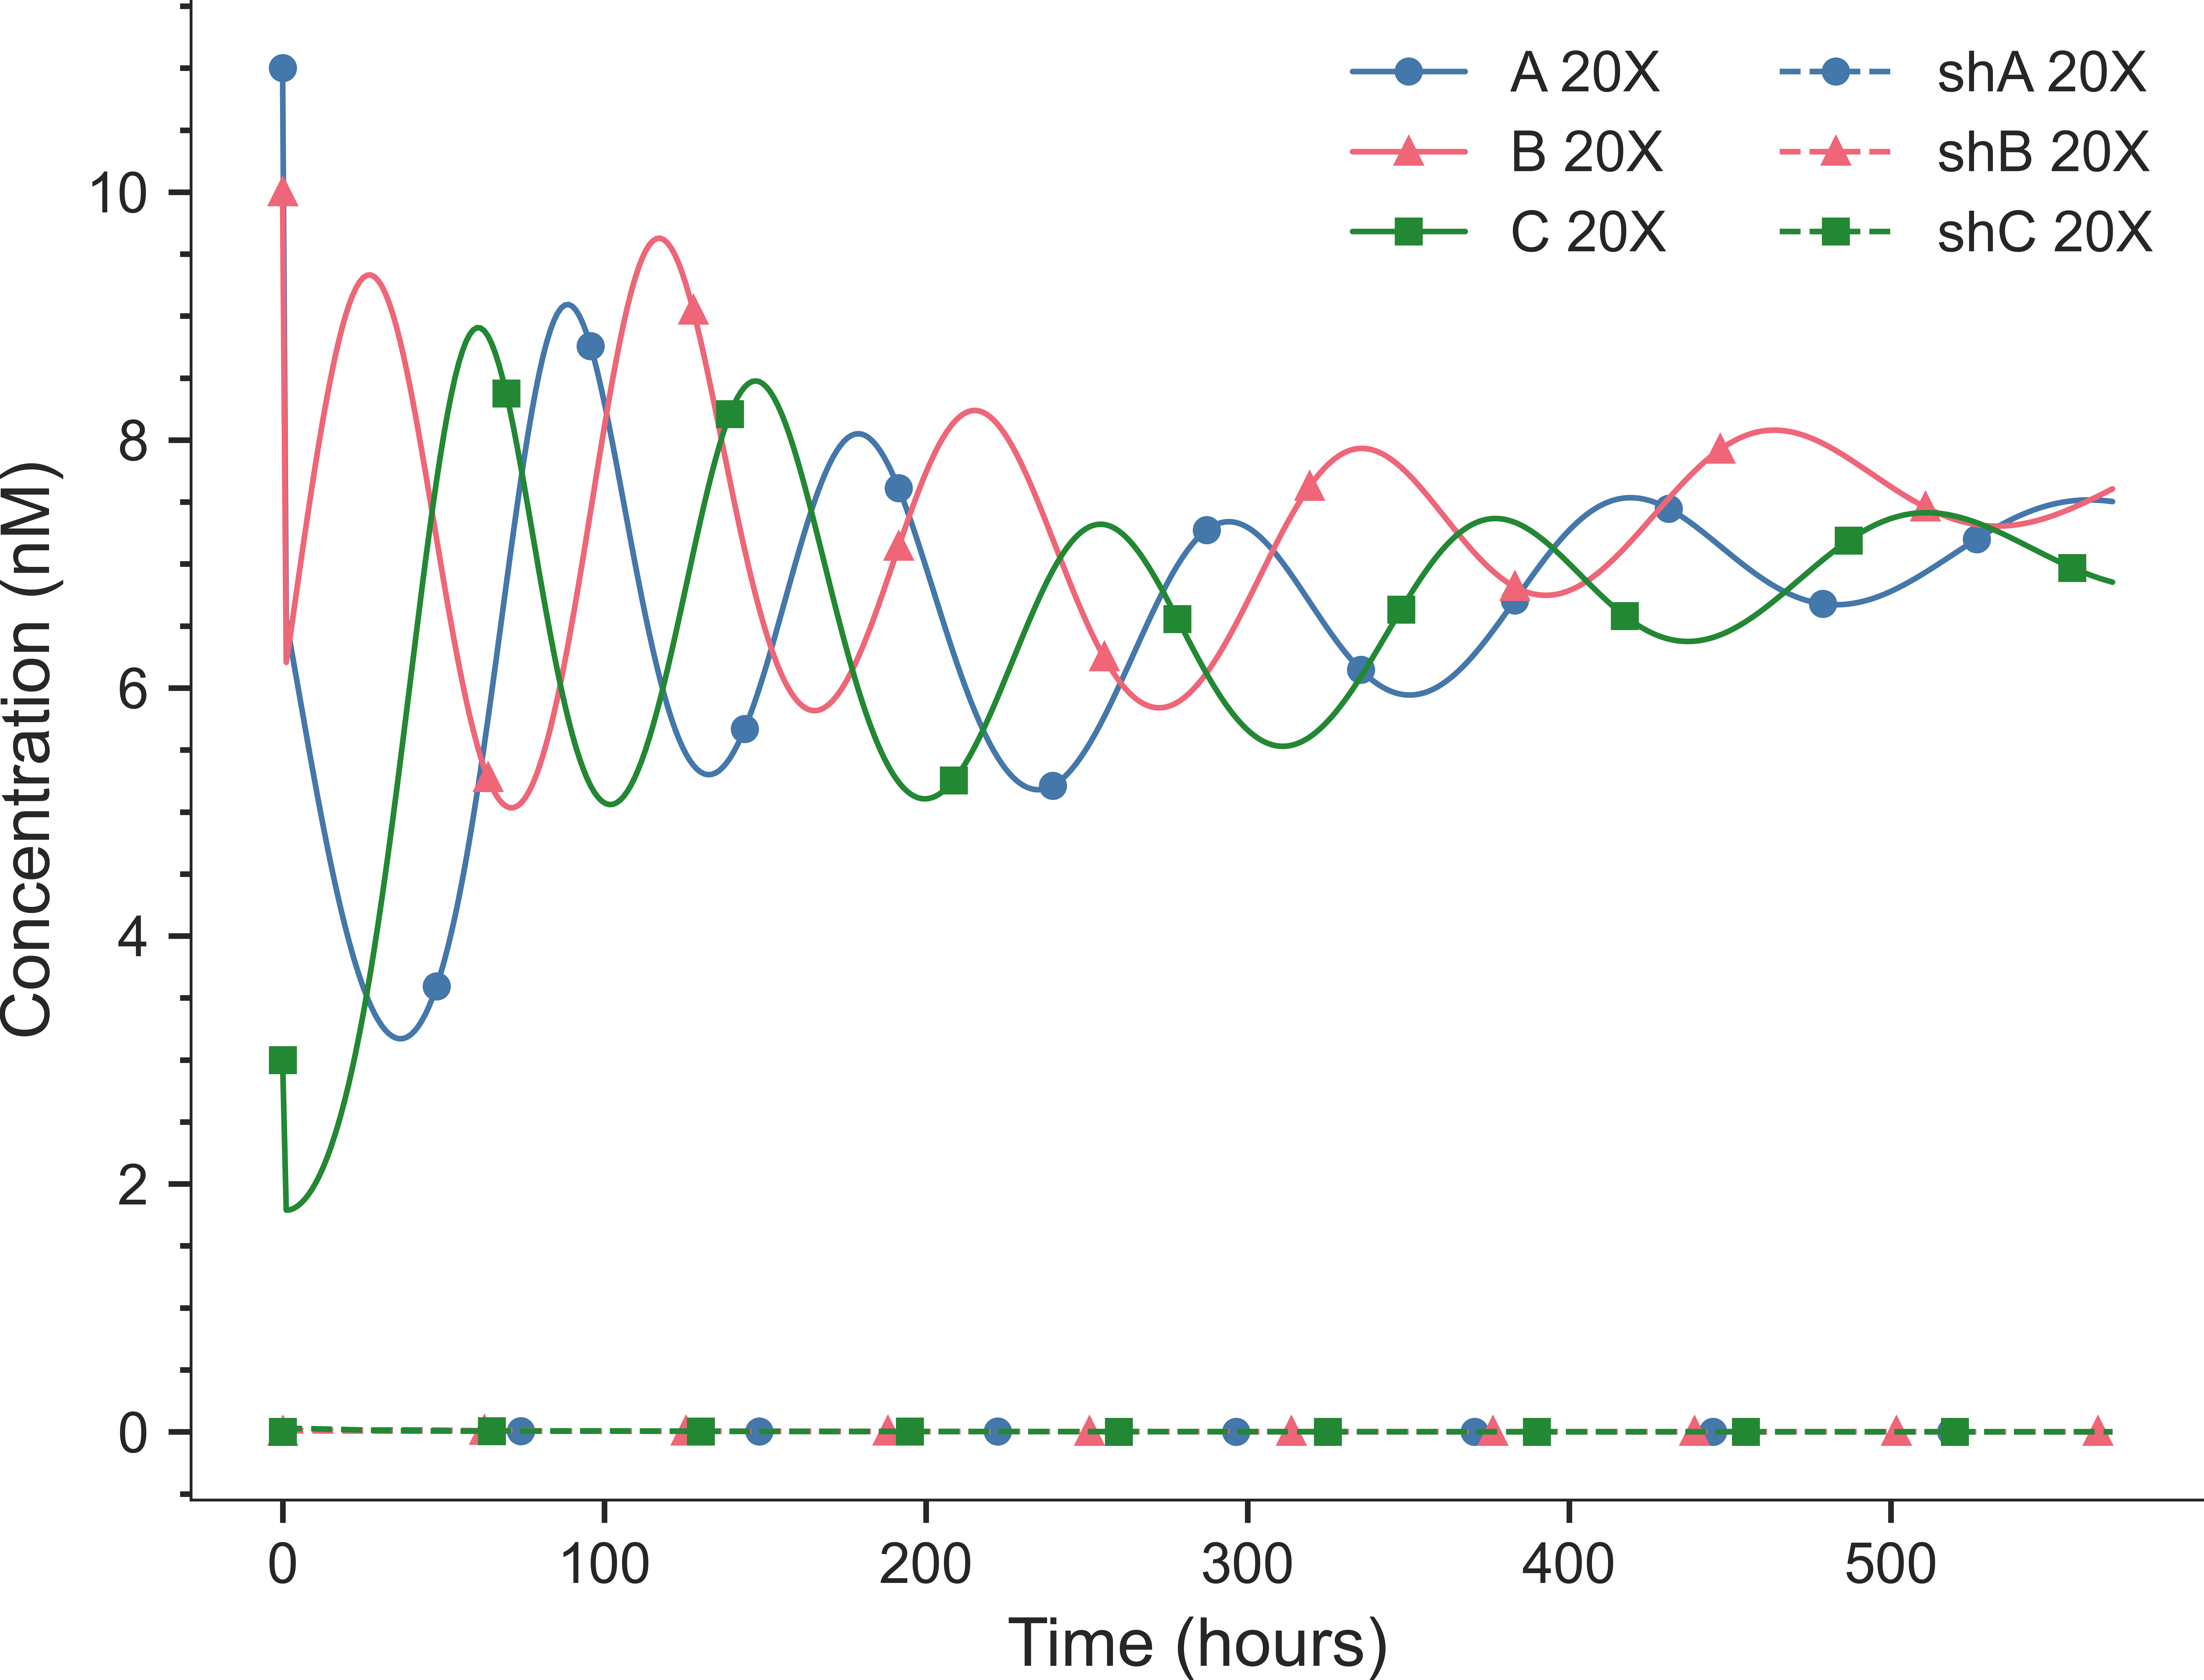 A 20X
B 20X
C 20X
shA 20X
shB 20X
shC 20X
Concentration (nM)
10
8
6
4
2
0
0 100 200 300 400 500
Time (hours)